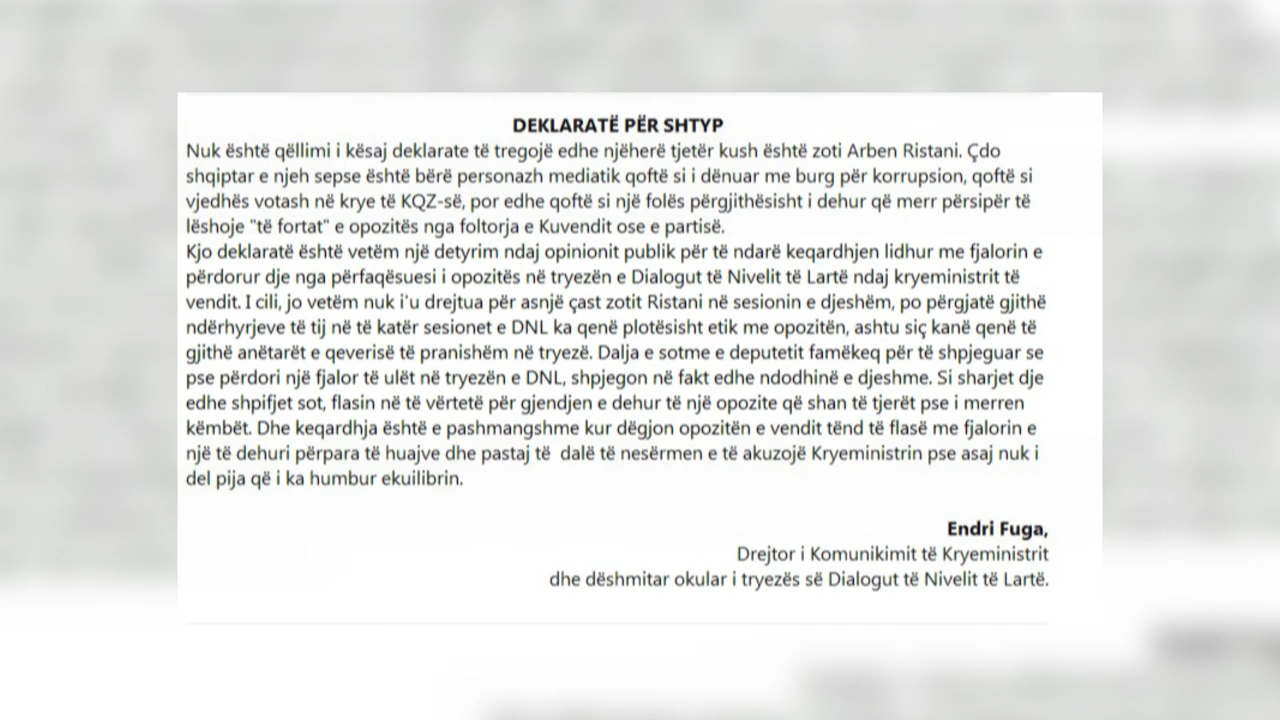 DEKLARATË PËR SHTYP
Nuk është qëllimi i kësaj deklarate të tregojë edhe njëherë tjetër kush është zoti Arben Ristani. Çdo
shqiptar e njeh sepse është bërë personazh mediatik qoftë si i dënuar me burg për korrupsion, qoftë si
vjedhës votash në krye të KQZ-së, por edhe qoftë si një folës përgjithësisht i dehur që merr përsipër të
lëshoje "të fortat" e opozitës nga foltorja e Kuvendit ose e partisë.
Kjo deklaratë është vetëm një detyrim ndaj opinionit publik për të ndarë keqardhjen lidhur me fjalorin e
përdorur dje nga përfaqësuesi i opozitës në tryezën e Dialogut të Nivelit të Lartë ndaj kryeministrit të
vendit. I cili, jo vetëm nuk i'u drejtua për asnjë çast zotit Ristani në sesionin e djeshëm, po përgjatë gjithë
ndërhyrjeve të tij në të katër sesionet e DNL ka qenë plotësisht etik me opozitën, ashtu siç kanë qenë të
gjithë anëtarët e qeverisë të pranishëm në tryezë. Dalja e sotme e deputetit famëkeq për të shpjeguar se
pse përdori një fjalor të ulët në tryezën e DNL, shpjegon në fakt edhe ndodhinë e djeshme. Si sharjet dje
edhe shpifjet sot, flasin në të vërtetë për gjendjen e dehur të një opozite që shan të tjerët pse i merren
këmbët. Dhe keqardhja është e pashmangshme kur dëgjon opozitën e vendit tënd të flasë me fjalorin e
një të dehuri përpara të huajve dhe pastaj të  dalë të nesërmen e të akuzojë Kryeministrin pse asaj nuk i
del pija që i ka humbur ekuilibrin.
Endri Fuga,
Drejtor i Komunikimit të Kryeministrit
dhe dëshmitar okular i tryezës së Dialogut të Nivelit të Lartë.